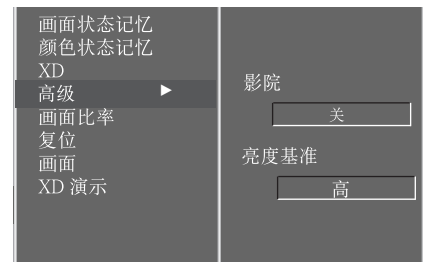 画面状态记忆
颜色状态记忆
XD
高级 ▶
画面比率
复位
画面
XD 演示
影院
关
亮度基准
高